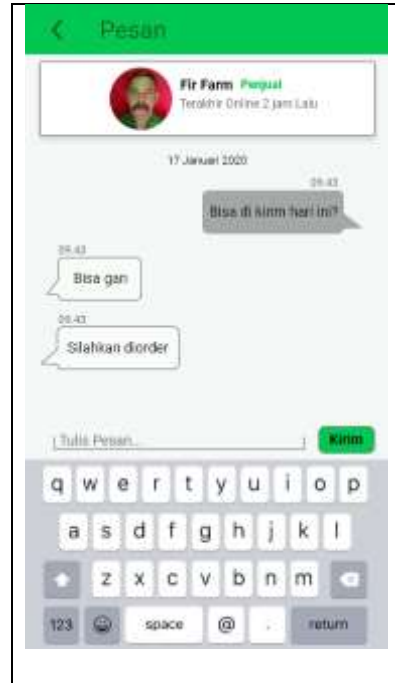 Pesan
Fir Farm Penjual
Terakhir Online 2 jam Lalu
17 Januari 2020
09.43
Bisa di kirim hari ini?
09.43
Bisa gan
09.43
Silahkan diorder
Tulis Pesan...
Kirim
q w e r t y u i o p
a s d f g h j k l
z x c v b n m
123 space @ . return